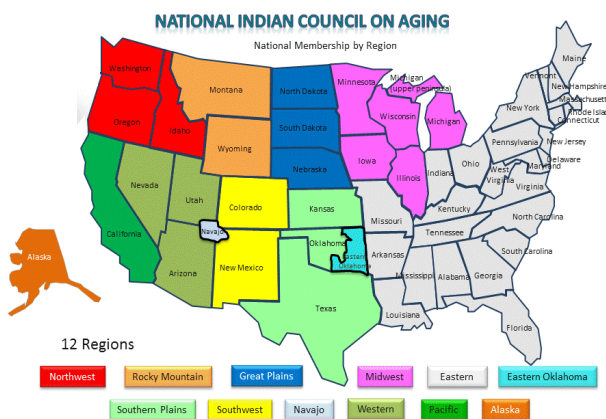 NATIONAL INDIAN COUNCIL ON AGING
National Membership by Region
Washington
Oregon
Idaho
Montana
Wyoming
North Dakota
South Dakota
Nebraska
Minnesota
Michigan
(upper peninsula)
Wisconsin
Michigan
Iowa
Illinois
Indiana
Ohio
Maine
Vermont
New Hampshire
Massachusett
Rhode Islan
Connecticut
New York
Pennsylvania
New Jersey
Delaware
Maryland
West
Virginia
Virginia
Kentucky
North Carolina
Tennessee
South Carolina
Georgia
Alabama
Mississippi
Florida
Louisiana
Arkansas
Missouri
Kansas
Oklahoma
Eastern
Oklahoma
Texas
Colorado
New Mexico
Navajo
Nevada
Utah
Arizona
California
Alaska
12 Regions
Northwest
Rocky Mountain
Great Plains
Midwest
Eastern
Eastern Oklahoma
Southern Plains
Southwest
Navajo
Western
Pacific
Alaska